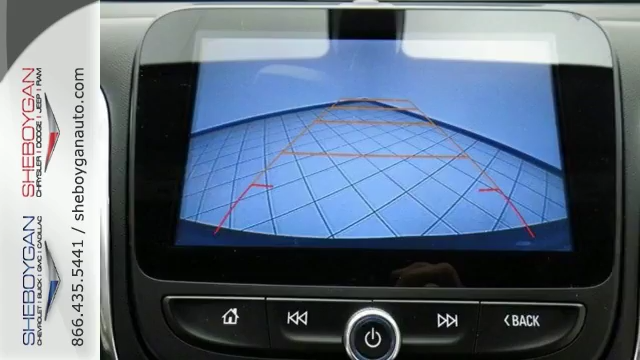 SHEBOYGAN
CHRYSLER | DODGE | JEEP | RAM
SHEBOYGAN
CHEVROLET | BUICK | GMC | CADILLAC
866.435.5441 / sheboyganauto.com
BACK